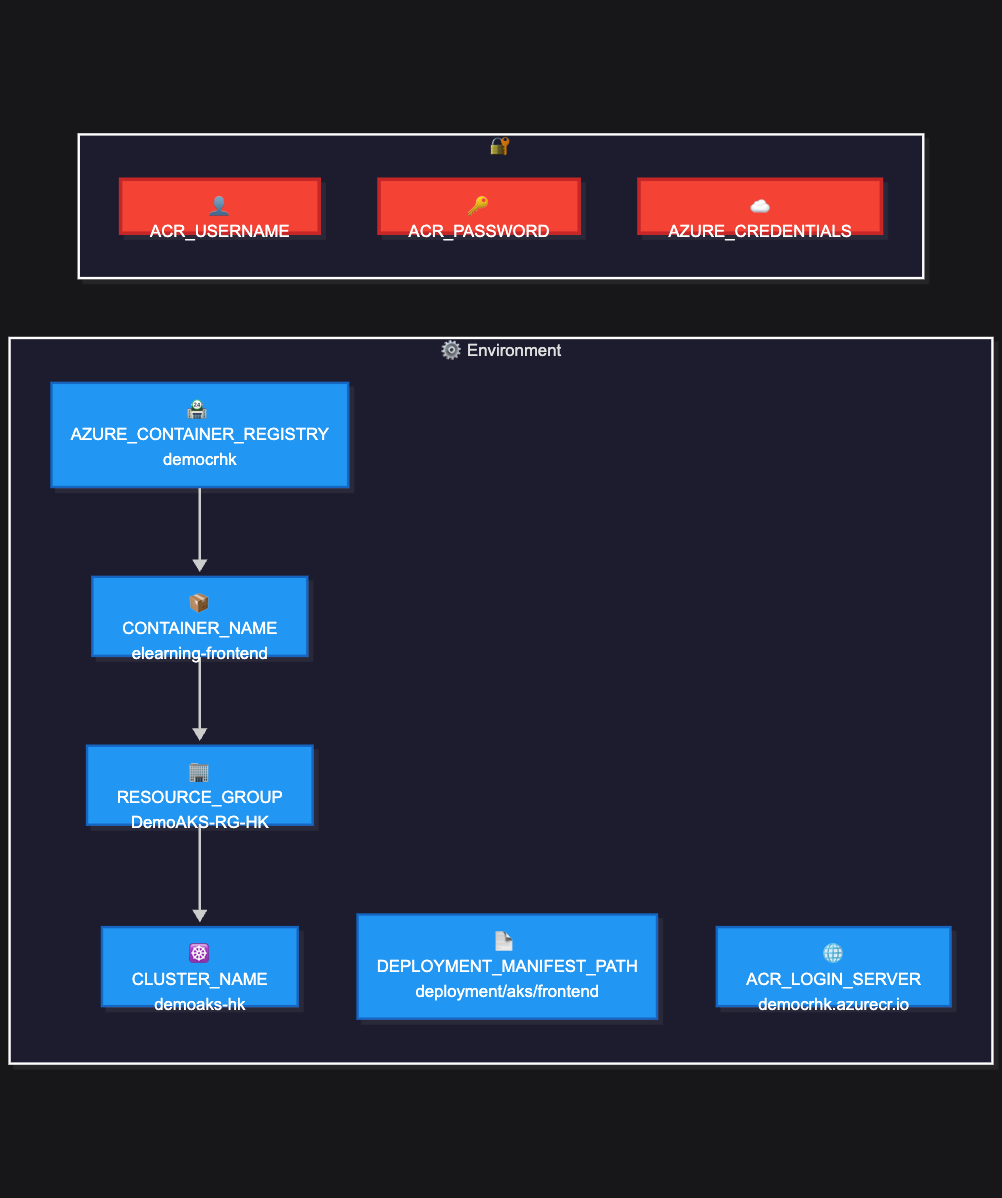 ACR_USERNAME
ACR_PASSWORD
AZURE_CREDENTIALS
Environment
AZURE_CONTAINER_REGISTRY
democrhk
CONTAINER_NAME
elearning-frontend
RESOURCE_GROUP
DemoAKS-RG-HK
CLUSTER_NAME
demoaks-hk
DEPLOYMENT_MANIFEST_PATH
deployment/aks/frontend
ACR_LOGIN_SERVER
democrhk.azurecr.io